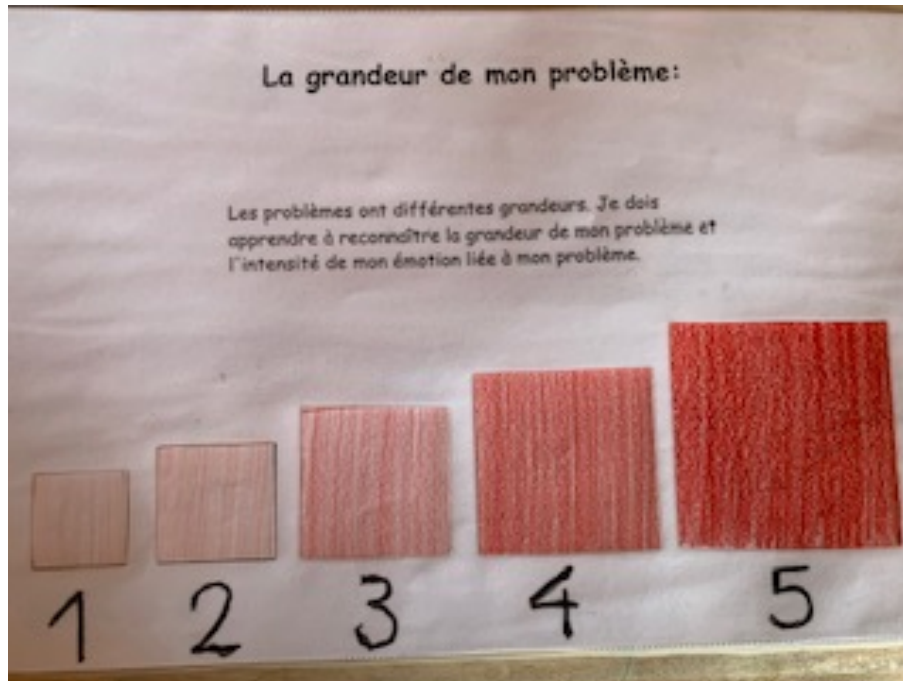 La grandeur de mon problème:
Les problèmes ont différentes grandeurs. Je dois
apprendre à reconnaître la grandeur de mon problème et
l'intensité de mon émotion liée à mon problème.
1 2 3 4 5